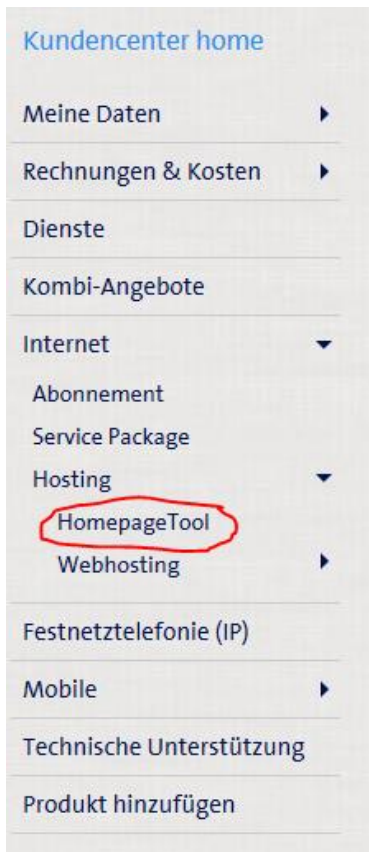 Kundencenter home
Meine Daten
Rechnungen & Kosten
Dienste
Kombi-Angebote
Internet
Abonnement
Service Package
Hosting
HomepageTool
Webhosting
Festnetztelefonie (IP)
Mobile
Technische Unterstützung
Produkt hinzufügen